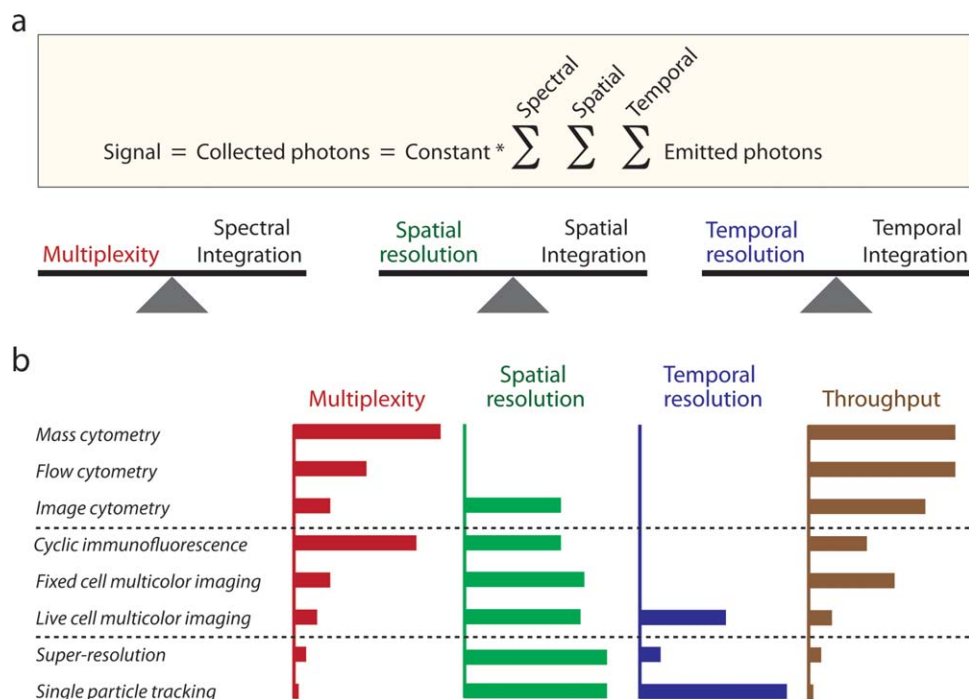 a
Spectral Spatial Temporal
Signal = Collected photons = Constant * ∑ ∑ ∑ Emitted photons
Multiplexity
Spectral
Integration
Spatial
resolution
Spatial
Integration
Temporal
resolution
Temporal
Integration
b
Multiplexity
Spatial
resolution
Temporal
resolution
Throughput
Mass cytometry
Flow cytometry
Image cytometry
Cyclic immunofluorescence
Fixed cell multicolor imaging
Live cell multicolor imaging
Super-resolution
Single particle tracking